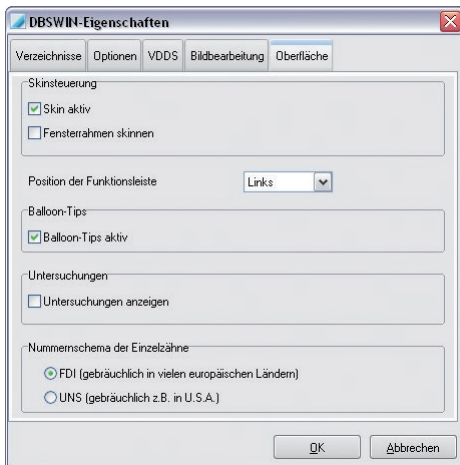 DBSWIN-Eigenschaften
Verzeichnisse Optionen VDDS Bildbearbeitung Oberfläche
Skinsteuerung
Skin aktiv
Fensterrahmen skinnen
Position der Funktionsleiste Links
Balloon-Tips
Balloon-Tips aktiv
Untersuchungen
Untersuchungen anzeigen
Nummernschema der Einzelzähne
FDI (gebräuchlich in vielen europäischen Ländern)
UNS (gebräuchlich z.B. in U.S.A.)
OK Abbrechen